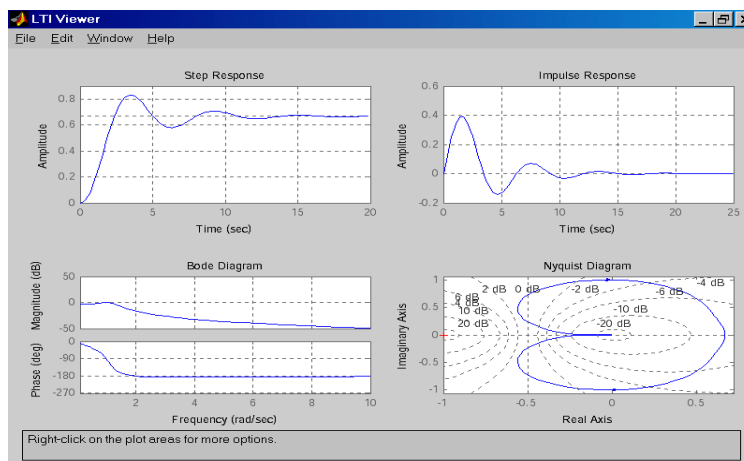 LTI Viewer
File Edit Window Help
Step Response
Amplitude
0.8
0.6
0.4
0.2
0
0 5 10 15 20
Time (sec)
Impulse Response
Amplitude
0.6
0.4
0.2
0
-0.2
0 5 10 15 20 25
Time (sec)
Bode Diagram
Magnitude (dB)
50
0
-50
Phase (deg)
0
-90
-180
-270
2 4 6 8 10
Frequency (rad/sec)
Nyquist Diagram
Imaginary Axis
1
0.5
0
-0.5
-1
2 dB 0 dB -2 dB -4 dB
6 dB -6 dB
4 dB
10 dB -10 dB
20 dB -20 dB
-1 -0.5 0 0.5
Real Axis
Right-click on the plot areas for more options.